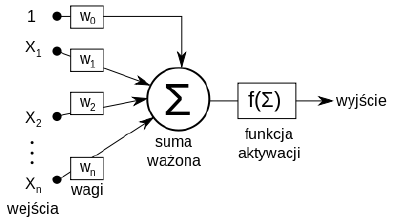 1
w0
X1
w1
X2
w2
⋮
Xn
wn
wejścia
wagi
Σ
suma
ważona
f(Σ)
funkcja
aktywacji
wyjście